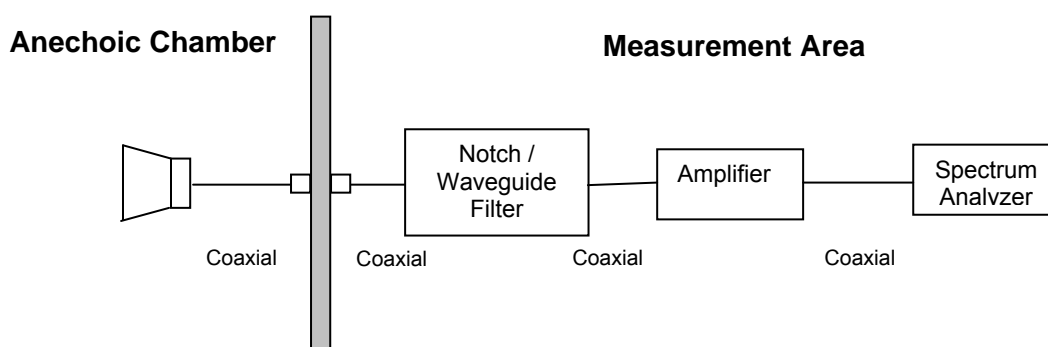 Anechoic Chamber
Measurement Area
Notch /
Waveguide
Filter
Amplifier
Spectrum
Analvzer
Coaxial
Coaxial
Coaxial
Coaxial